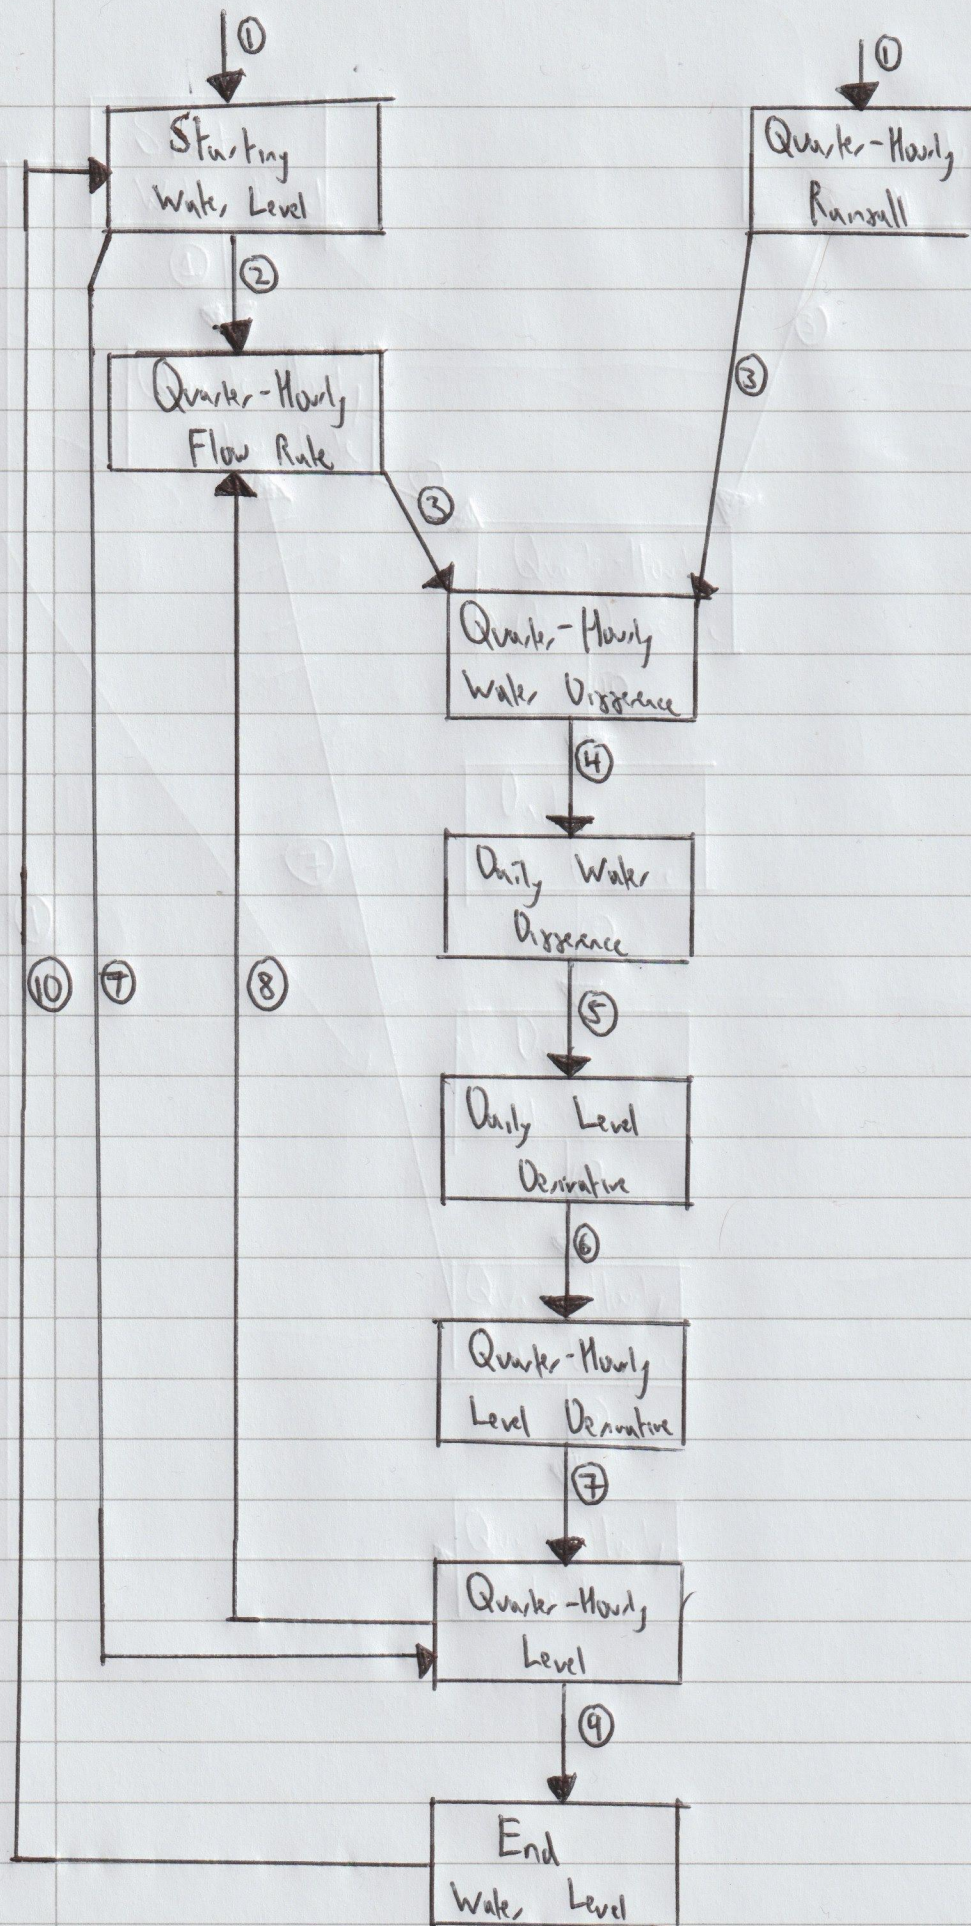 ①
①
Starting
Water Level
Quarter-Hourly
Rainfall
②
Quarter-Hourly
Flow Rate
③
③
Quarter-Hourly
Water Difference
④
Daily Water
Difference
⑩
⑦
⑧
⑤
Daily Level
Derivative
⑥
Quarter-Hourly
Level Derivative
⑦
Quarter-Hourly
Level
⑨
End
Water Level